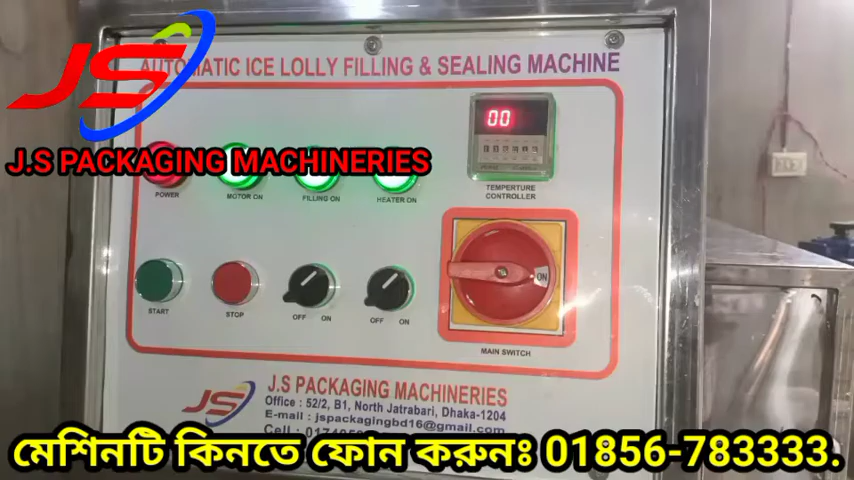 JS
AUTOMATIC ICE LOLLY FILLING & SEALING MACHINE
J.S PACKAGING MACHINERIES
00
POWER
MOTOR ON
FILLING ON
HEATER ON
TEMPERTURE
CONTROLLER
ON
START
STOP
OFF ON
OFF ON
MAIN SWITCH
JS
J.S PACKAGING MACHINERIES
Office : 52/2, B1, North Jatrabari, Dhaka-1204
E-mail : jspackagingbd16@gmail.com
Cell :
মেশিনটি কিনতে ফোন করুনঃ 01856-783333.